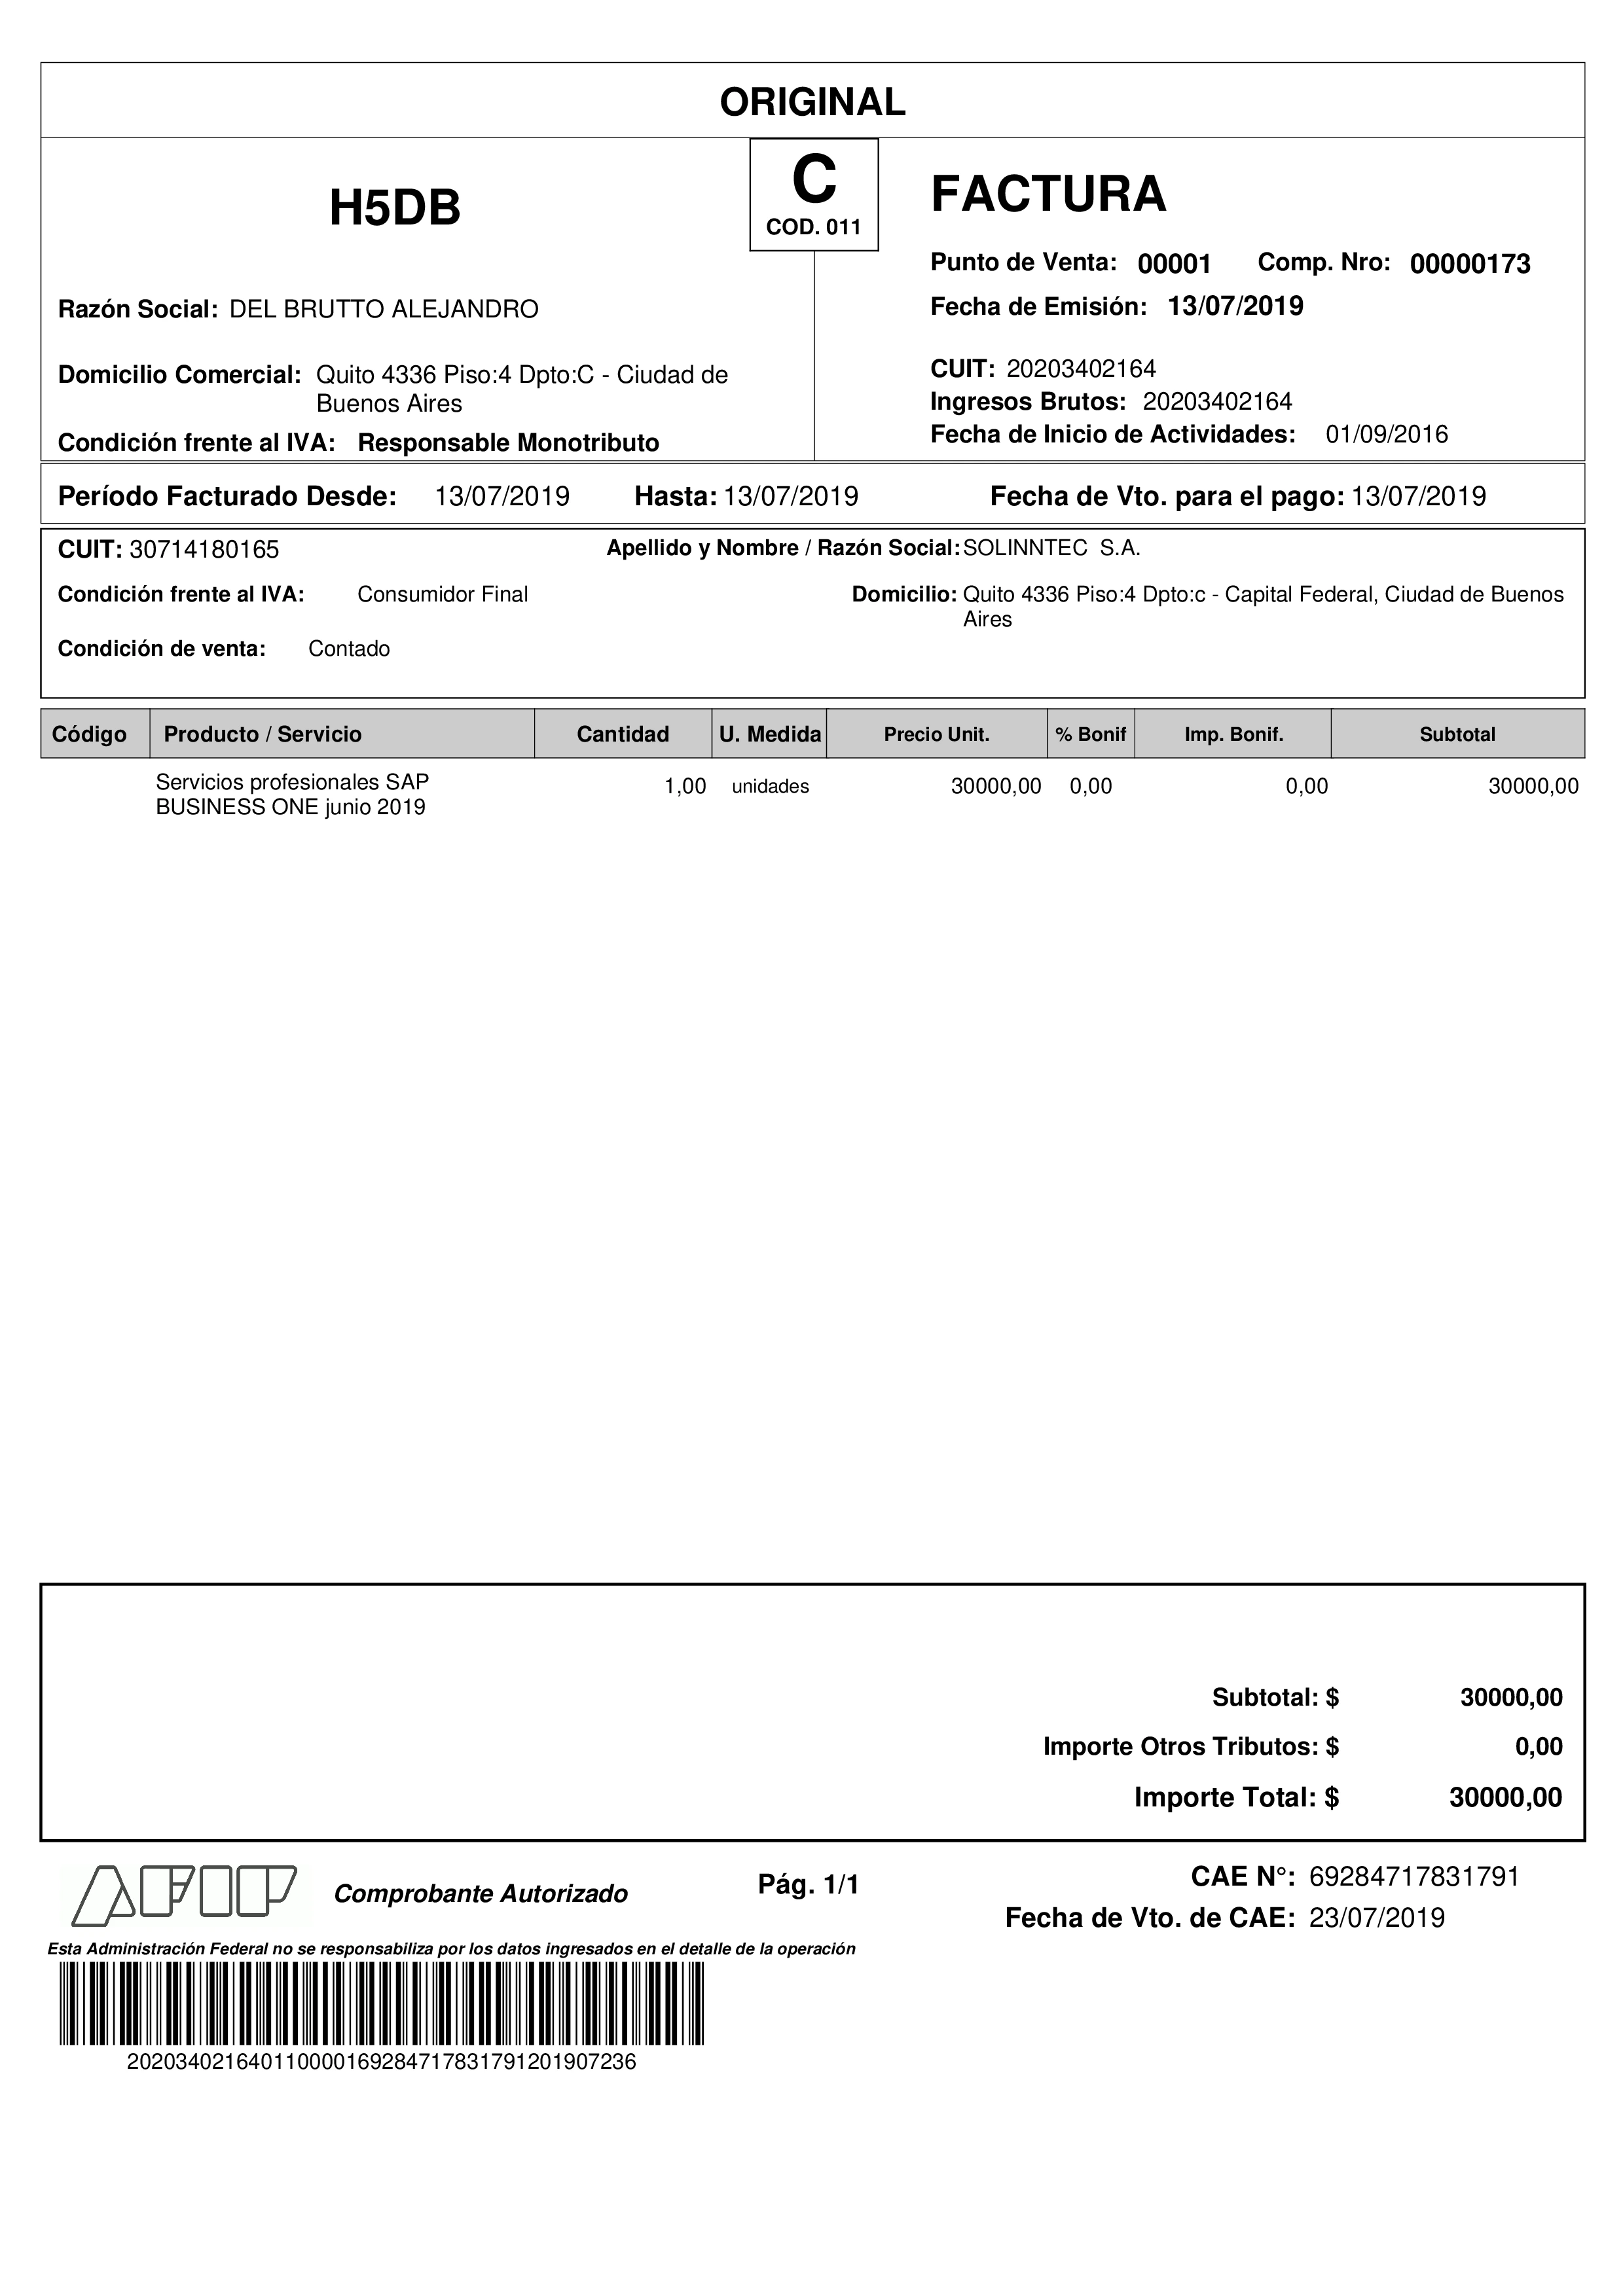 ORIGINAL
H5DB
C
COD. 011
FACTURA
Punto de Venta: 00001 Comp. Nro: 00000173
Fecha de Emisión: 13/07/2019
Razón Social: DEL BRUTTO ALEJANDRO
Domicilio Comercial: Quito 4336 Piso:4 Dpto:C - Ciudad de
Buenos Aires
Condición frente al IVA: Responsable Monotributo
CUIT: 20203402164
Ingresos Brutos: 20203402164
Fecha de Inicio de Actividades: 01/09/2016
Período Facturado Desde: 13/07/2019 Hasta: 13/07/2019 Fecha de Vto. para el pago: 13/07/2019
CUIT: 30714180165 Apellido y Nombre / Razón Social: SOLINNTEC S.A.
Condición frente al IVA: Consumidor Final Domicilio: Quito 4336 Piso:4 Dpto:c - Capital Federal, Ciudad de Buenos
Aires
Condición de venta: Contado
Código Producto / Servicio Cantidad U. Medida Precio Unit. % Bonif Imp. Bonif. Subtotal
Servicios profesionales SAP 1,00 unidades 30000,00 0,00 0,00 30000,00
BUSINESS ONE junio 2019
Subtotal: $ 30000,00
Importe Otros Tributos: $ 0,00
Importe Total: $ 30000,00
AFIP Comprobante Autorizado Pág. 1/1 CAE N°: 69284717831791
Fecha de Vto. de CAE: 23/07/2019
Esta Administración Federal no se responsabiliza por los datos ingresados en el detalle de la operación
202034021640110000169284717831791201907236